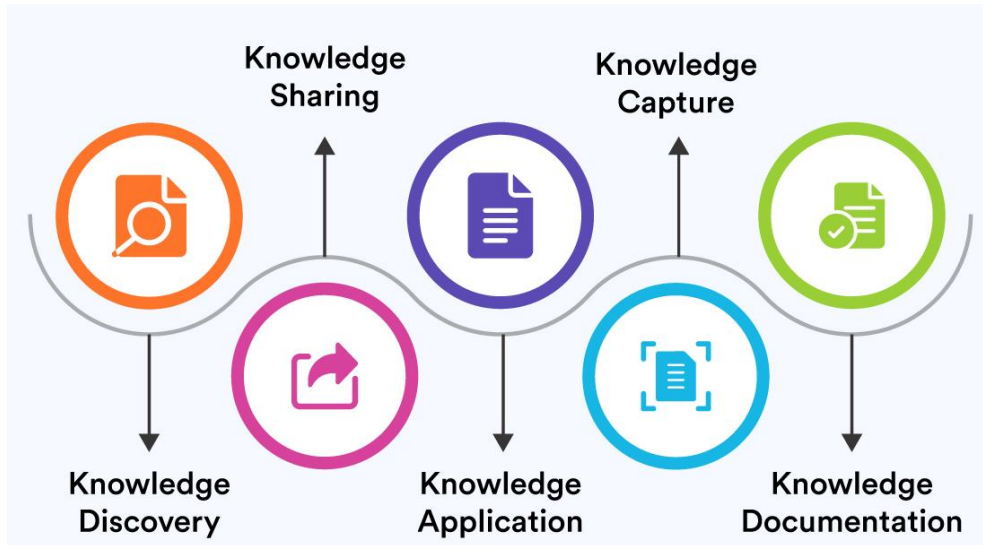 Knowledge
Sharing
Knowledge
Capture
Knowledge
Discovery
Knowledge
Application
Knowledge
Documentation